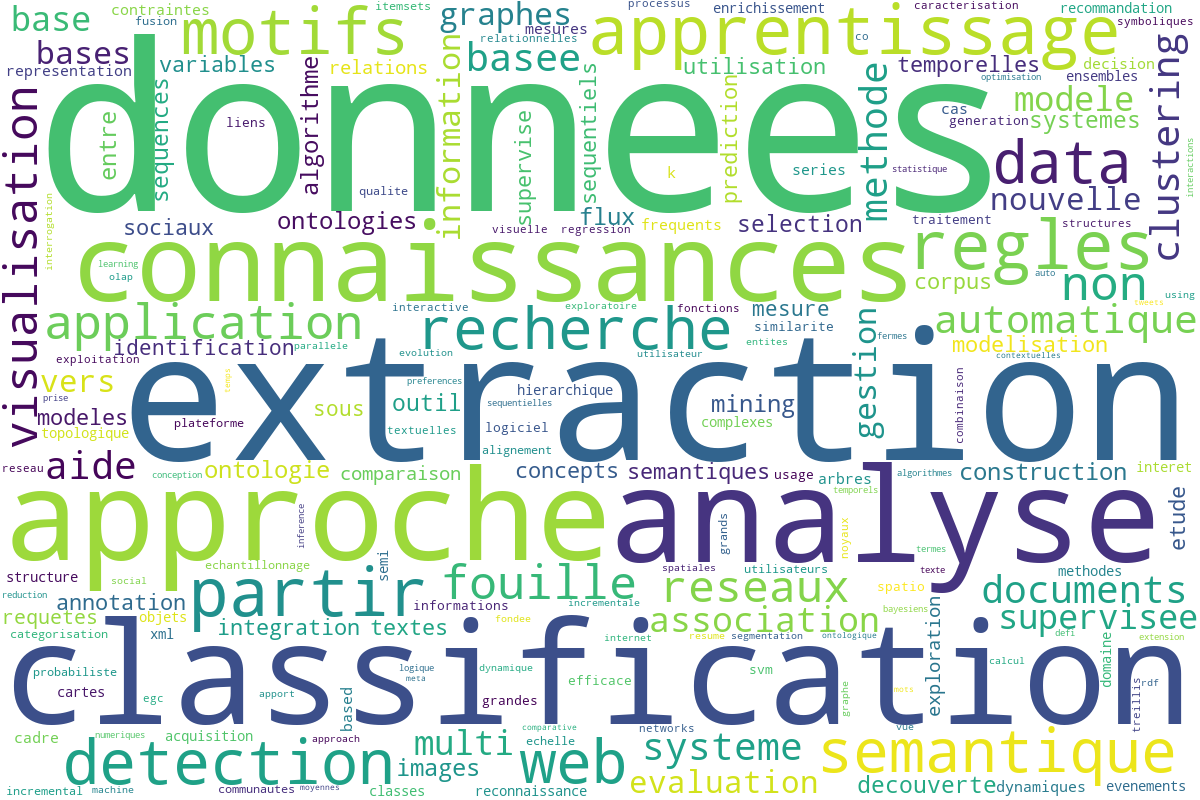 base
contraintes
fusion
itemsets
graphes
processus
enrichissement
caracterisation
recommandation
bases
motifs
mesures
relationnelles
apprentissage
co
symboliques
representation
variables
relations
information
basee
utilisation
temporelles
decision
clustering
optimisation
ensembles
donnees
visualisation
entre
sequences
liens
algorithme
qualite
supervise
sequentiels
prediction
k
series
methode
statistique
cas
generation
modele
systemes
data
nouvelle
interactions
interrogation
sociaux
ontologies
visuelle
flux
regression
frequents
selection
traitement
structures
connaissances
learning
olap
regles
corpus
auto
non
using
tweets
application
interactive
exploratoire
fonctions
mesure
similarite
gestion
fermes
automatique
identification
parallele
recherche
entites
modelisation
contextuelles
exploitation
evolution
utilisateur
extraction
vers
temps
prise
modeles
plateforme
topologique
sous
preferences
outil
textuelles
sequentielles
hierarchique
logiciel
alignement
mining
complexes
combinaison
reseau
aide
conception
ontologie
comparaison
concepts
semantiques
usage
arbres
algorithmes
construction
interet
approche
inference
analyse
grands
temporels
noyaux
termes
etude
structure
social
echantillonnage
semi
spatiales
utilisateurs
texte
methodes
reduction
annotation
partir
fouille
reseaux
spatio
documents
requetes
objets
informations
incrementale
association
bayesiens
supervisee
categorisation
xml
integration
textes
fondee
internet
resume
segmentation
ontologique
exploration
defi
extension
classification
probabiliste
cartes
egc
apport
based
logique
meta
dynamique
grandes
efficace
svm
graphe
mots
calcul
domaine
treillis
rdf
cadre
numeriques
acquisition
approach
multi
comparative
echelle
networks
vue
detection
images
web
systeme
semantique
incremental
machine
communautes
moyennes
classes
reconnaissance
evaluation
decouverte
dynamiques
evenements